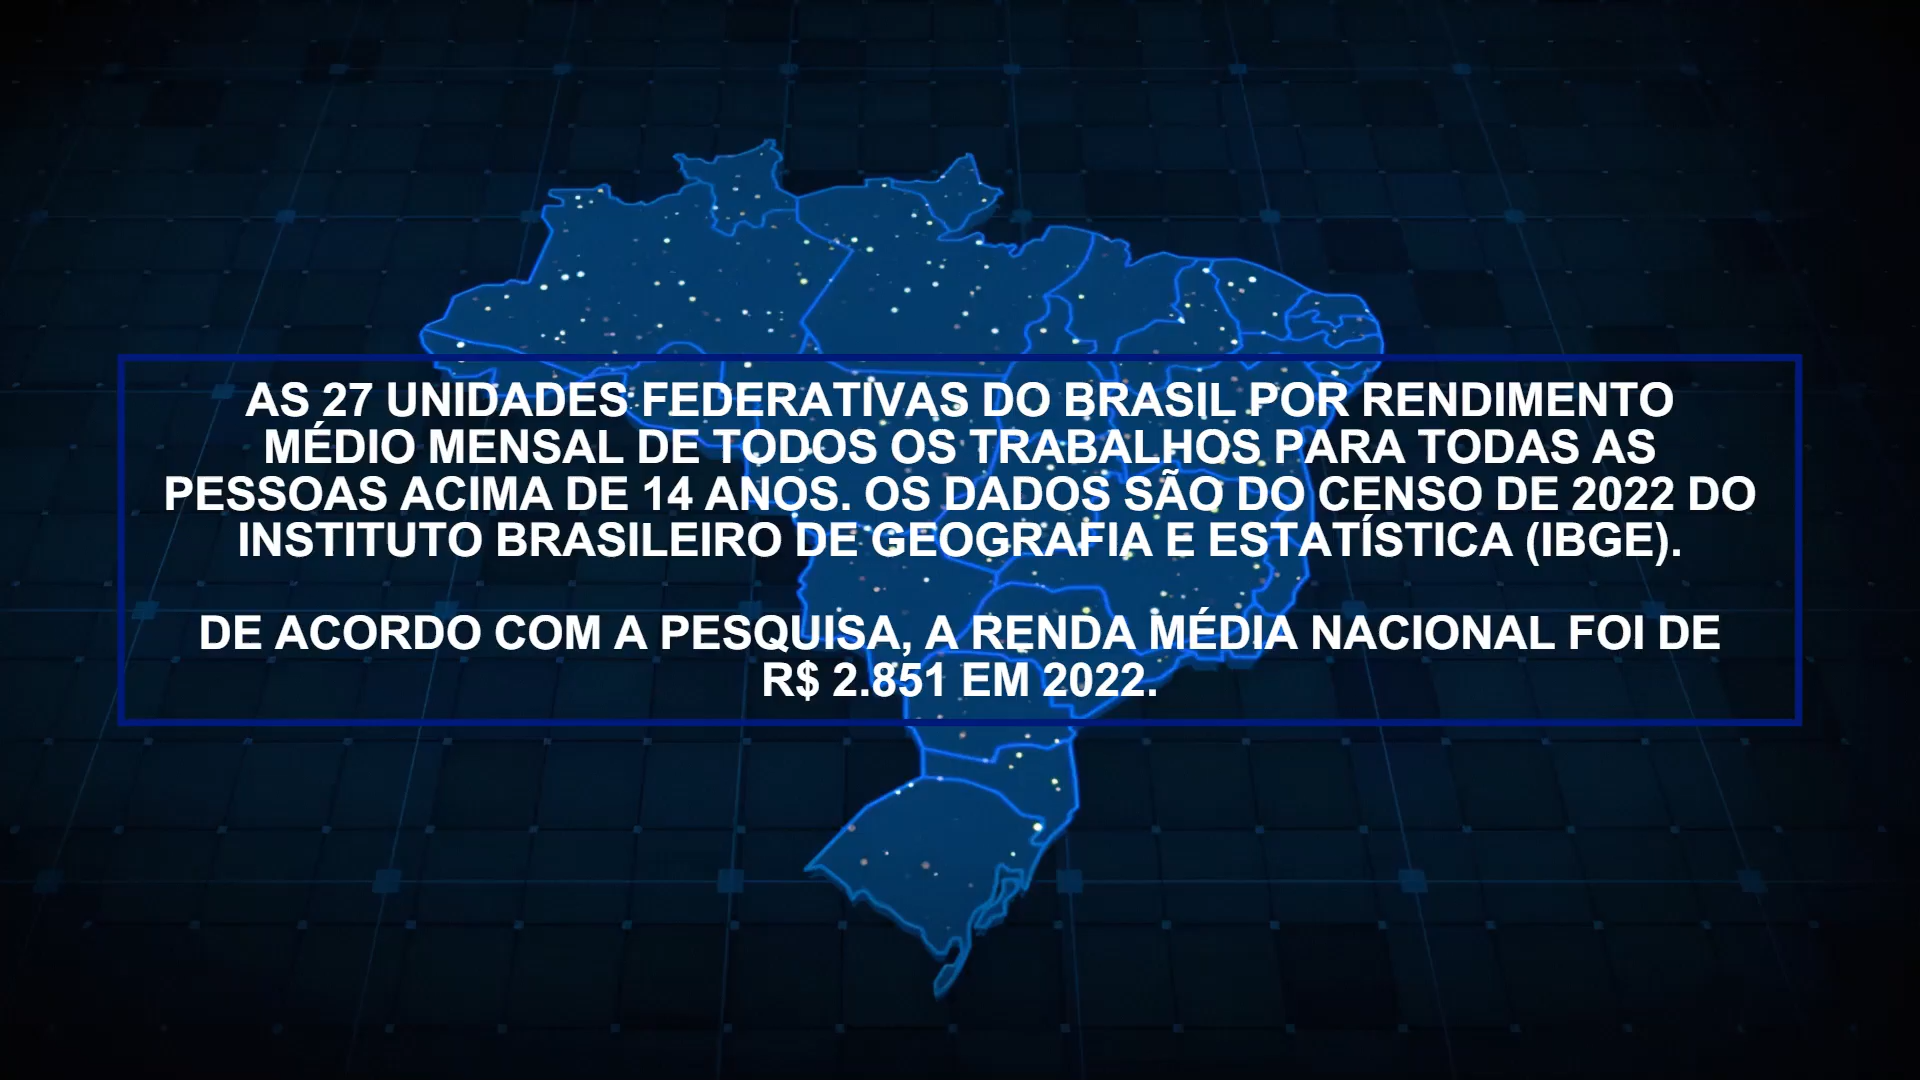 AS 27 UNIDADES FEDERATIVAS DO BRASIL POR RENDIMENTO
MÉDIO MENSAL DE TODOS OS TRABALHOS PARA TODAS AS
PESSOAS ACIMA DE 14 ANOS. OS DADOS SÃO DO CENSO DE 2022 DO
INSTITUTO BRASILEIRO DE GEOGRAFIA E ESTATÍSTICA (IBGE).
DE ACORDO COM A PESQUISA, A RENDA MÉDIA NACIONAL FOI DE
R$ 2.851 EM 2022.